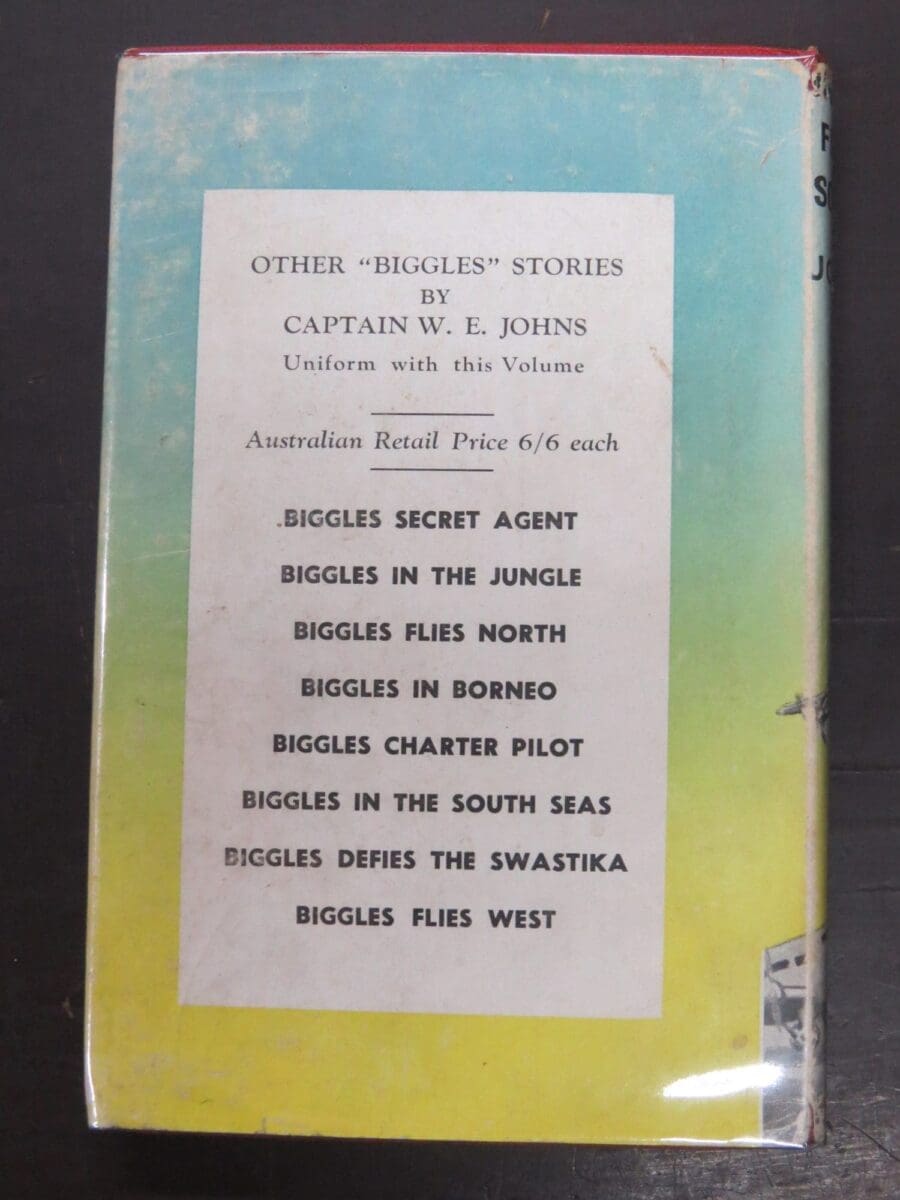 OTHER "BIGGLES" STORIES
BY
CAPTAIN W. E. JOHNS
Uniform with this Volume
Australian Retail Price 6/6 each
BIGGLES SECRET AGENT
BIGGLES IN THE JUNGLE
BIGGLES FLIES NORTH
BIGGLES IN BORNEO
BIGGLES CHARTER PILOT
BIGGLES IN THE SOUTH SEAS
BIGGLES DEFIES THE SWASTIKA
BIGGLES FLIES WEST